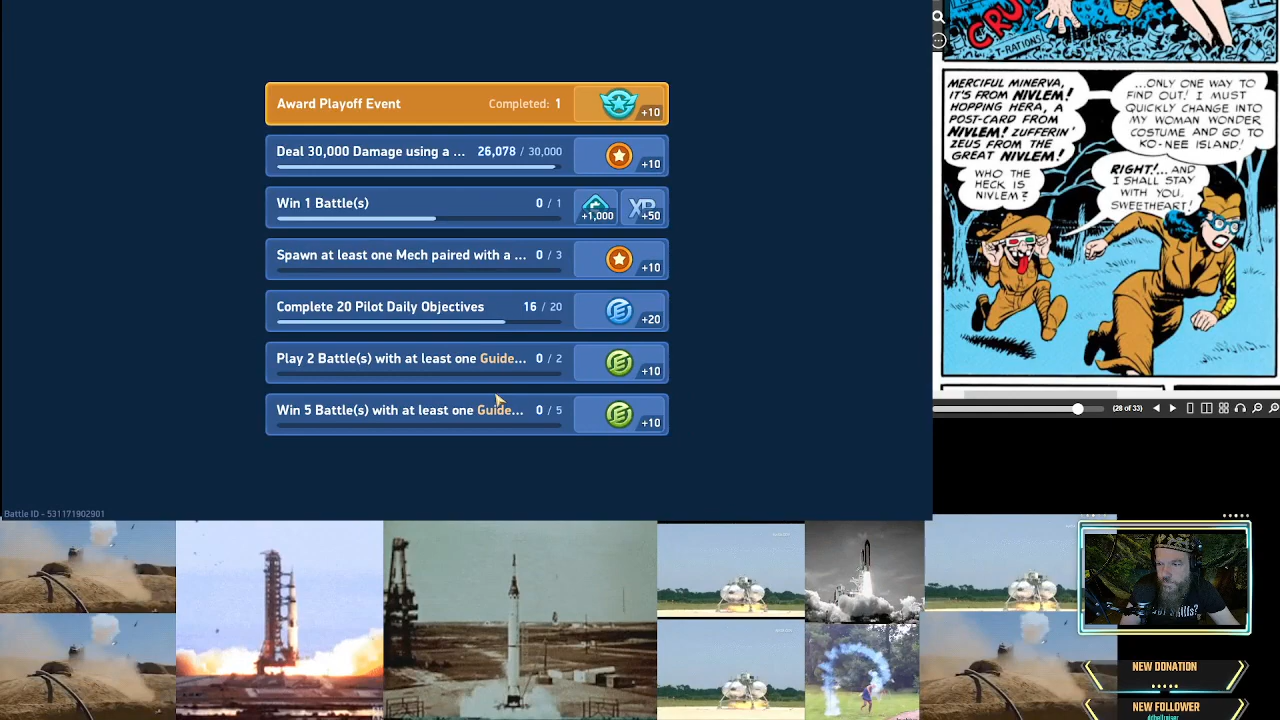 Award Playoff Event
Completed: 1
+10
Deal 30,000 Damage using a ...
26,078 / 30,000
+10
Win 1 Battle(s)
0 / 1
+1,000
XP
+50
Spawn at least one Mech paired with a ...
0 / 3
+10
Complete 20 Pilot Daily Objectives
16 / 20
+20
Play 2 Battle(s) with at least one Guide...
0 / 2
+10
Win 5 Battle(s) with at least one Guide...
0 / 5
+10
Battle ID - 531171902901
T-RATIONS
MERCIFUL MINERVA,
IT'S FROM NIVLEM!
HOPPING HERA, A
POST-CARD FROM
NIVLEM! ZUFFERIN'
ZEUS FROM THE
GREAT NIVLEM!
WHO THE
HECK IS
NIVLEM?
...ONLY ONE WAY TO
FIND OUT! I MUST
QUICKLY CHANGE INTO
MY WOMAN WONDER
COSTUME AND GO TO
KO-NEE ISLAND!
RIGHT!...AND
I SHALL STAY
WITH YOU,
SWEETHEART!
(28 of 33)
NEW DONATION
NEW FOLLOWER